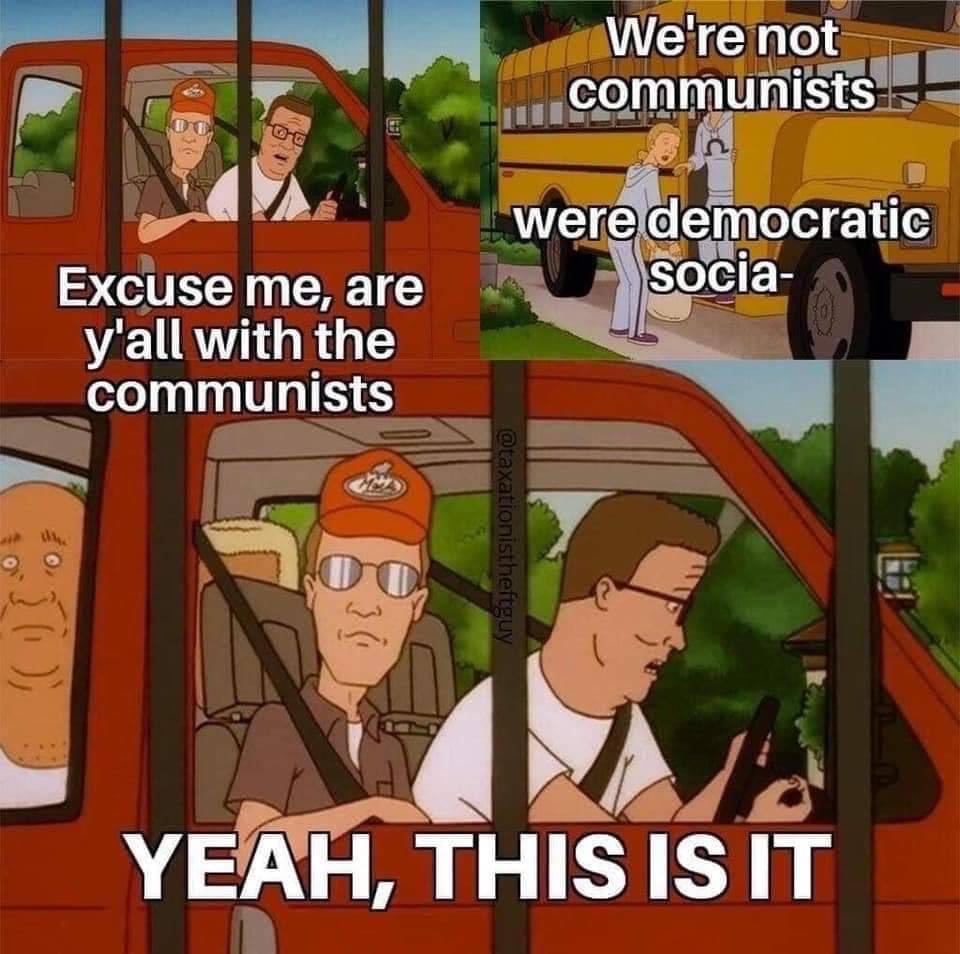 We're not
communists
were democratic
socia-
Excuse me, are
y'all with the
communists
@taxationistheftguy
Mack
YEAH, THIS IS IT